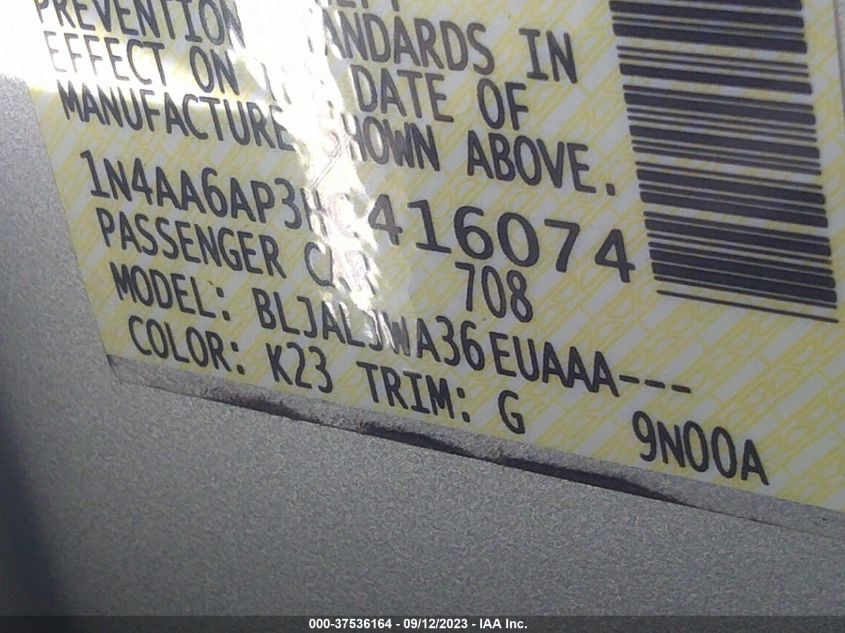 PREVENTION
STANDARDS IN
EFFECT ON DATE OF
MANUFACTURE SHOWN ABOVE.
1N4AA6AP3H 416074
PASSENGER CAR 708
MODEL: BLJALJWA36EUAAA---
COLOR: K23 TRIM: G 9N00A
000-37536164 - 09/12/2023 - IAA Inc.